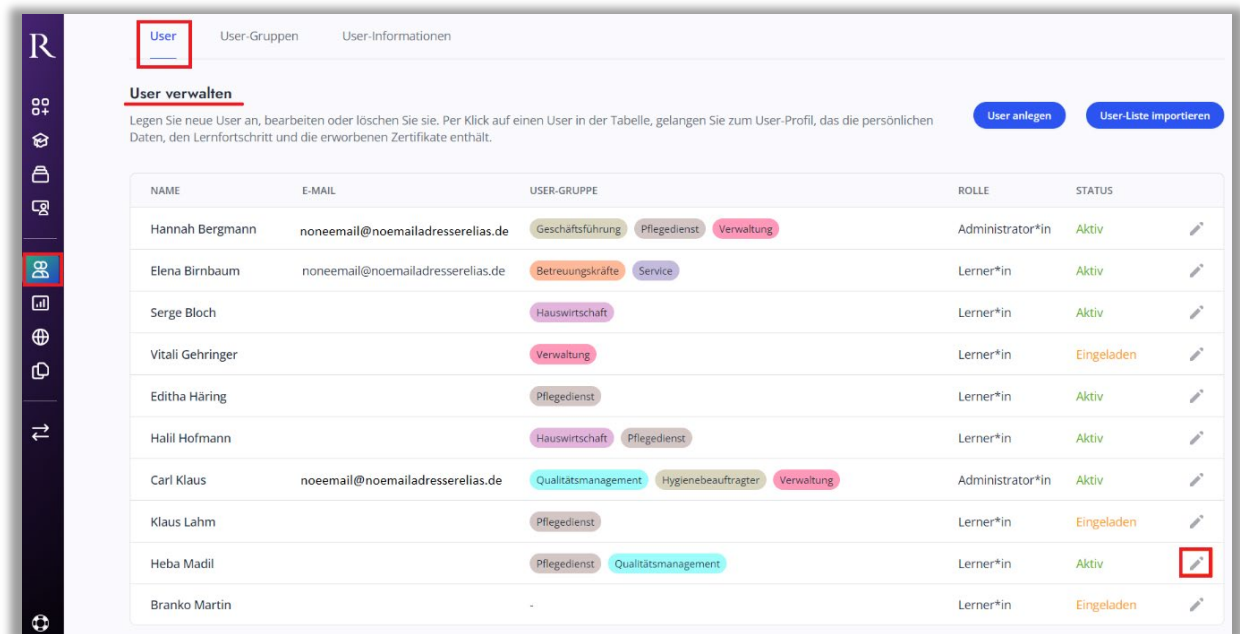 R
User User-Gruppen User-Informationen
User verwalten
Legen Sie neue User an, bearbeiten oder löschen Sie sie. Per Klick auf einen User in der Tabelle, gelangen Sie zum User-Profil, das die persönlichen
Daten, den Lernfortschritt und die erworbenen Zertifikate enthält.
User anlegen User-Liste importieren
NAME E-MAIL USER-GRUPPE ROLLE STATUS
Hannah Bergmann noneemail@noemailadresserelias.de Geschäftsführung Pflegedienst Verwaltung Administrator*in Aktiv
Elena Birnbaum noneemail@noemailadresserelias.de Betreuungskräfte Service Lerner*in Aktiv
Serge Bloch Hauswirtschaft Lerner*in Aktiv
Vitali Gehringer Verwaltung Lerner*in Eingeladen
Editha Häring Pflegedienst Lerner*in Aktiv
Halil Hofmann Hauswirtschaft Pflegedienst Lerner*in Aktiv
Carl Klaus noeemail@noemailadresserelias.de Qualitätsmanagement Hygienebeauftragter Verwaltung Administrator*in Aktiv
Klaus Lahm Pflegedienst Lerner*in Eingeladen
Heba Madil Pflegedienst Qualitätsmanagement Lerner*in Aktiv
Branko Martin - Lerner*in Eingeladen